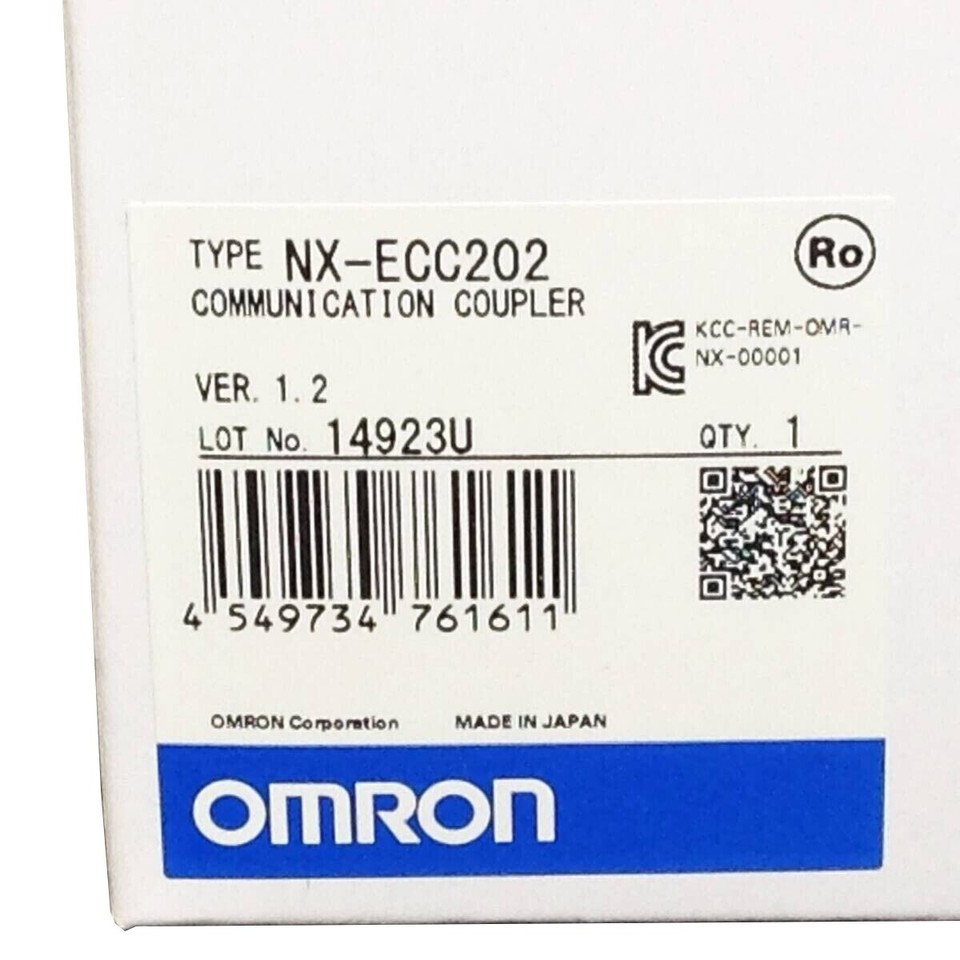 TYPE NX-ECC202
Ro
COMMUNICATION COUPLER
KC KCC-REM-OMR-
NX-00001
VER. 1.2
LOT No. 14923U
QTY. 1
4 549734 761611
OMRON Corporation MADE IN JAPAN
OMRON